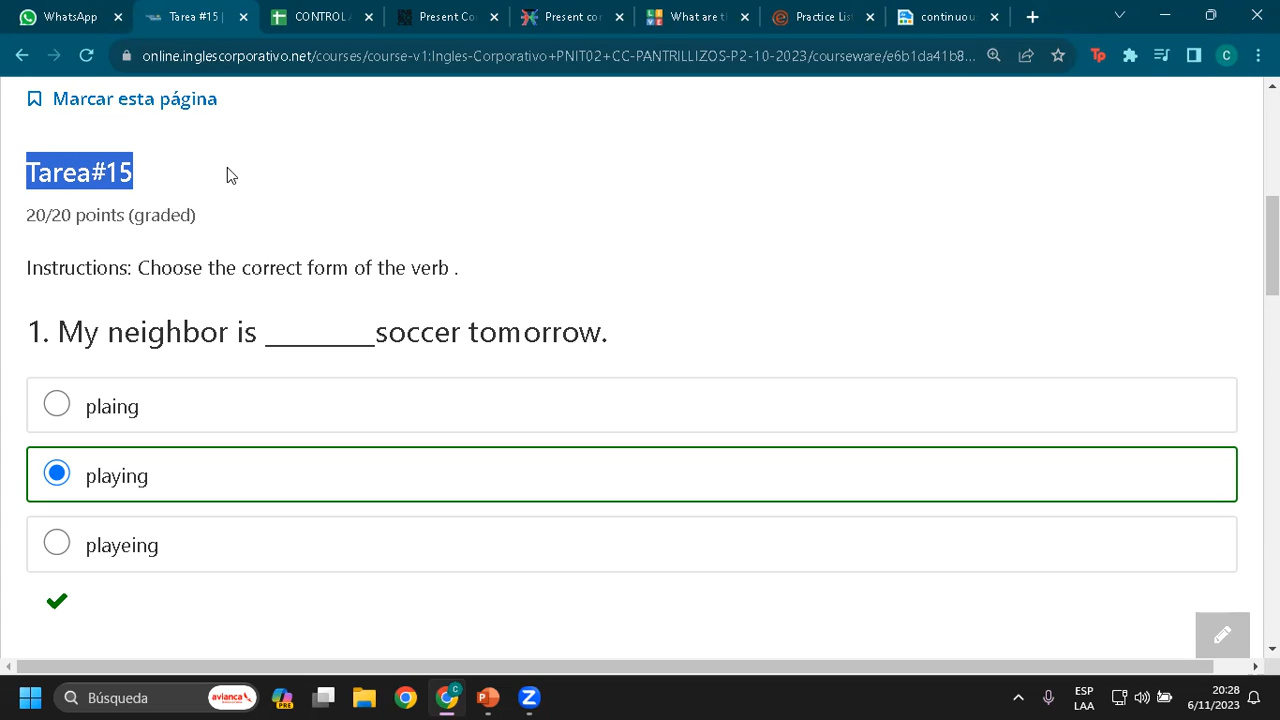 WhatsApp
Tarea #15 |
CONTROL A
Present Co
Present co
What are t
Practice Lis
continuou
online.inglescorporativo.net/courses/course-v1:Ingles-Corporativo+PNIT02+CC-PANTRILLIZOS-P2-10-2023/courseware/e6b1da41b8...
Marcar esta página
Tarea#15
20/20 points (graded)
Instructions: Choose the correct form of the verb .
1. My neighbor is ________soccer tomorrow.
plaing
playing
playeing
Búsqueda
avianca
PRE
ESP
LAA
20:28
6/11/2023